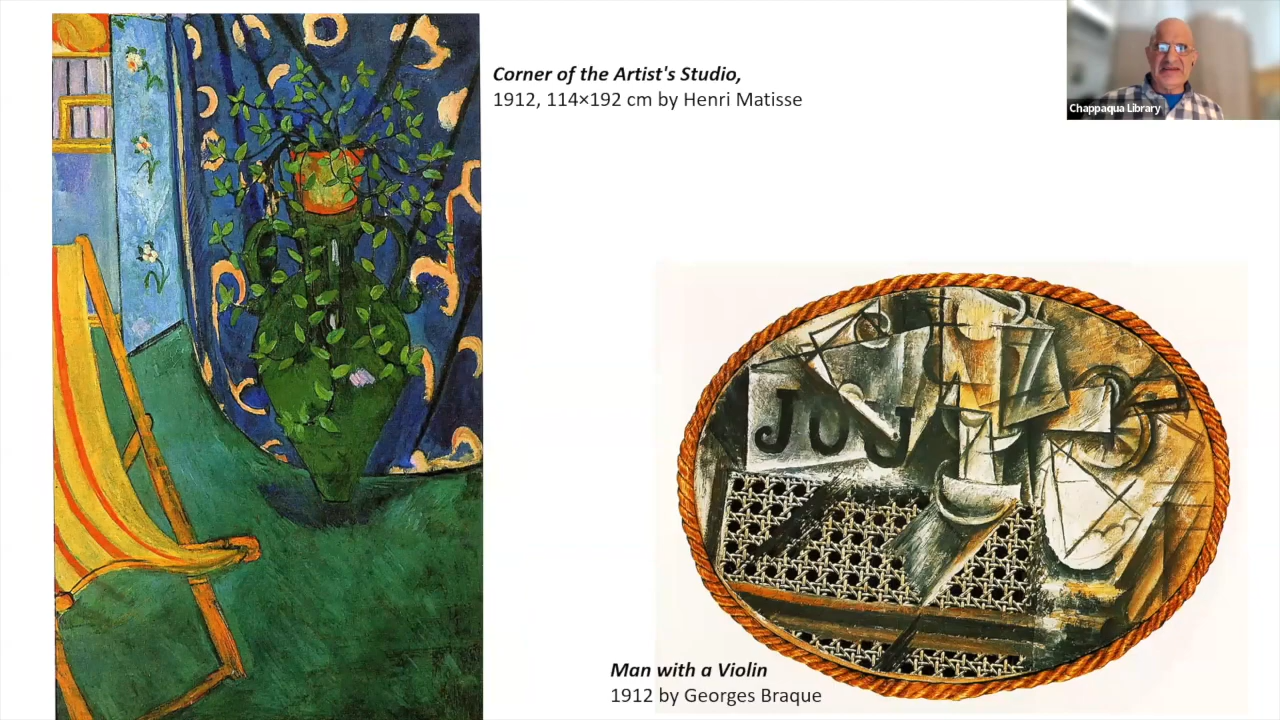 Corner of the Artist's Studio,
1912, 114×192 cm by Henri Matisse
Chappaqua Library
JOU
Man with a Violin
1912 by Georges Braque